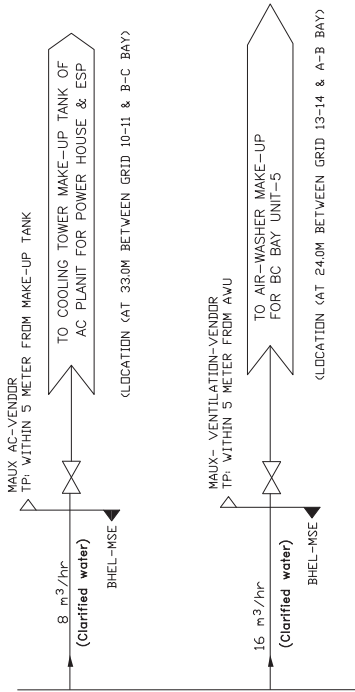 MAUX AC-VENDOR
TP: WITHIN 5 METER FROM MAKE-UP TANK
8 m³/hr
(Clarified water)
BHEL-MSE
TO COOLING TOWER MAKE-UP TANK OF
AC PLANIT FOR POWER HOUSE & ESP
(LOCATION (AT 33.0M BETWEEN GRID 10-11 & B-C BAY)
MAUX- VENTILATION-VENDOR
TP: WITHIN 5 METER FROM AWU
16 m³/hr
(Clarified water)
BHEL-MSE
TO AIR-WASHER MAKE-UP
FOR BC BAY UNIT-5
(LOCATION (AT 24.0M BETWEEN GRID 13-14 & A-B BAY)